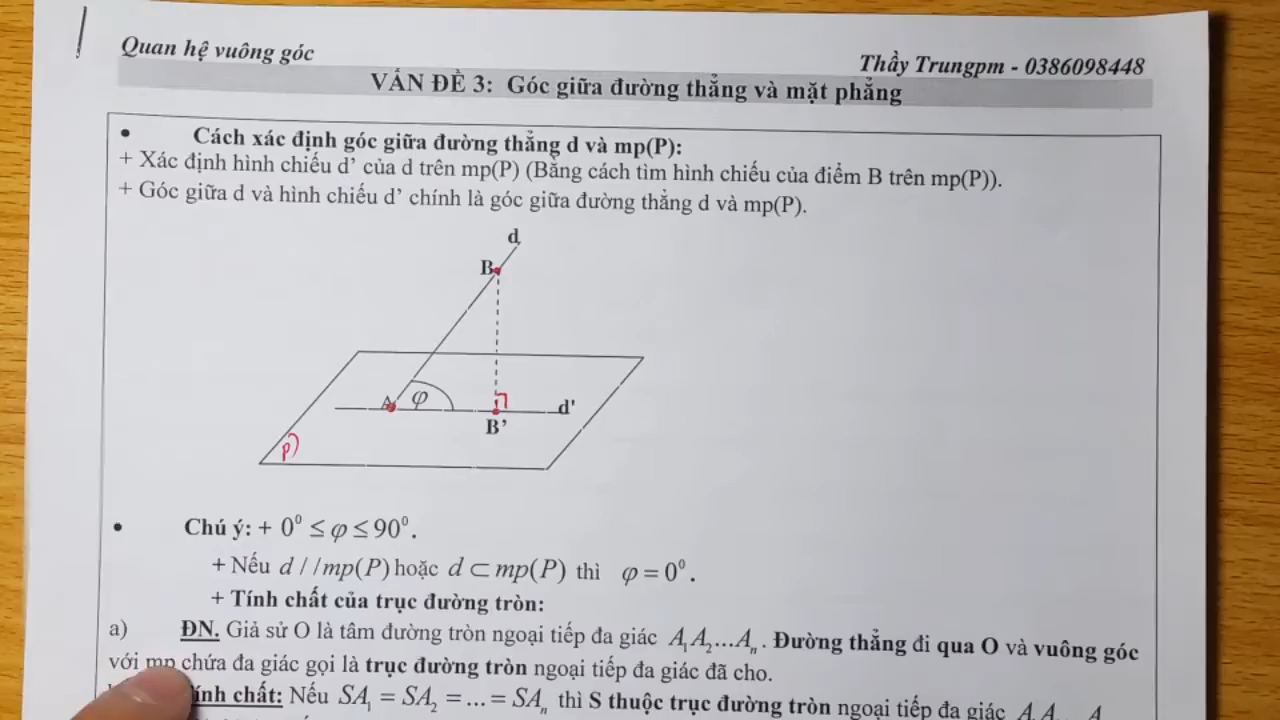 Quan hệ vuông góc
Thầy Trungpm - 0386098448
VẤN ĐỀ 3: Góc giữa đường thẳng và mặt phẳng
• Cách xác định góc giữa đường thẳng d và mp(P):
+ Xác định hình chiếu d’ của d trên mp(P) (Bằng cách tìm hình chiếu của điểm B trên mp(P)).
+ Góc giữa d và hình chiếu d’ chính là góc giữa đường thẳng d và mp(P).
d
B
A φ
d'
B’
P)
• Chú ý: + 0⁰ ≤ φ ≤ 90⁰.
+ Nếu d //mp(P) hoặc d ⊂ mp(P) thì φ = 0⁰.
+ Tính chất của trục đường tròn:
a) ĐN. Giả sử O là tâm đường tròn ngoại tiếp đa giác A₁A₂...Aₙ. Đường thẳng đi qua O và vuông góc
với mp chứa đa giác gọi là trục đường tròn ngoại tiếp đa giác đã cho.
chất: Nếu SA₁ = SA₂ = ... = SAₙ thì S thuộc trục đường tròn ngoại tiếp đa giác